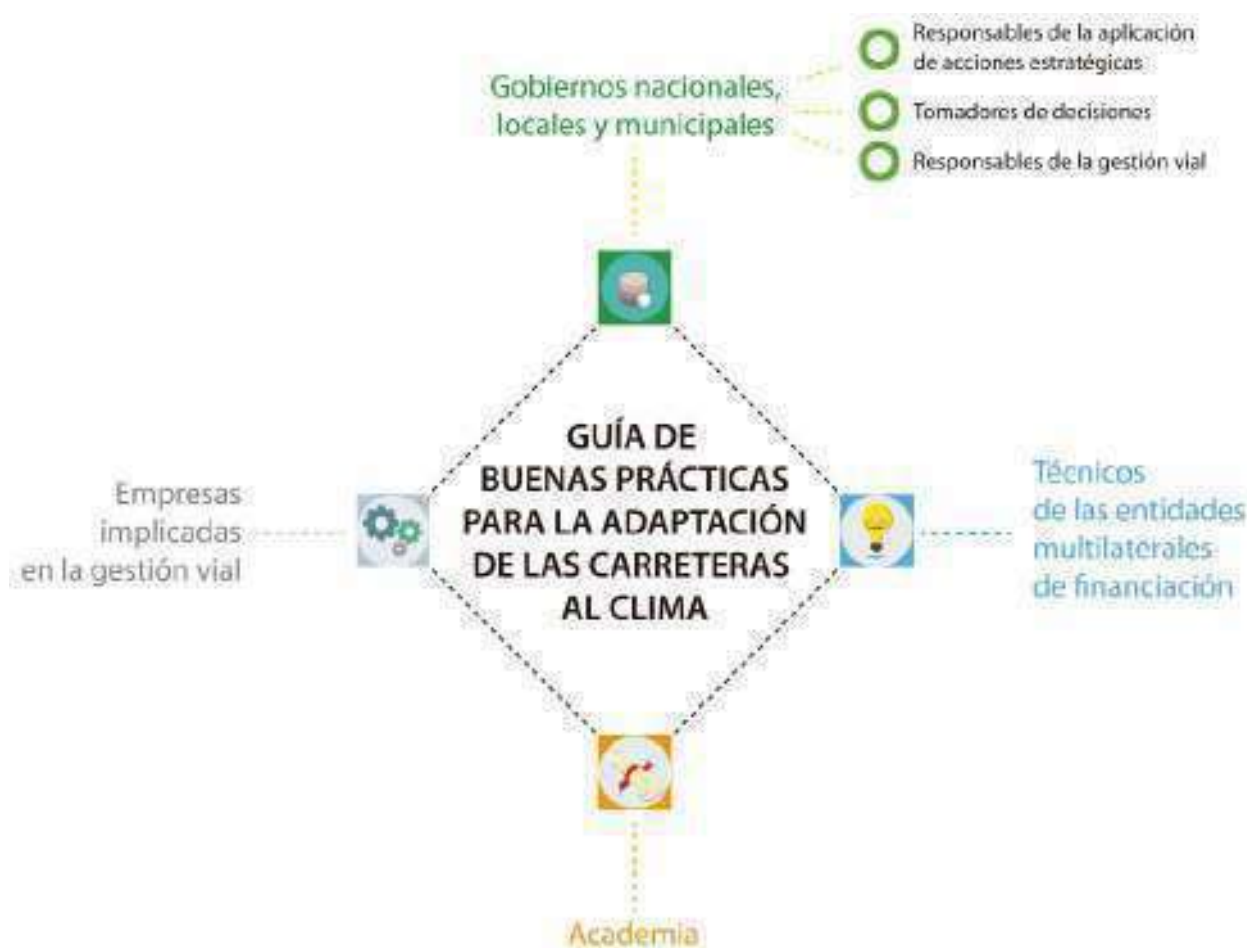 Gobiernos nacionales,
locales y municipales
Responsables de la aplicación
de acciones estratégicas
Tomadores de decisiones
Responsables de la gestión vial
GUÍA DE
BUENAS PRÁCTICAS
PARA LA ADAPTACIÓN
DE LAS CARRETERAS
AL CLIMA
Empresas
implicadas
en la gestión vial
Técnicos
de las entidades
multilaterales
de financiación
Academia